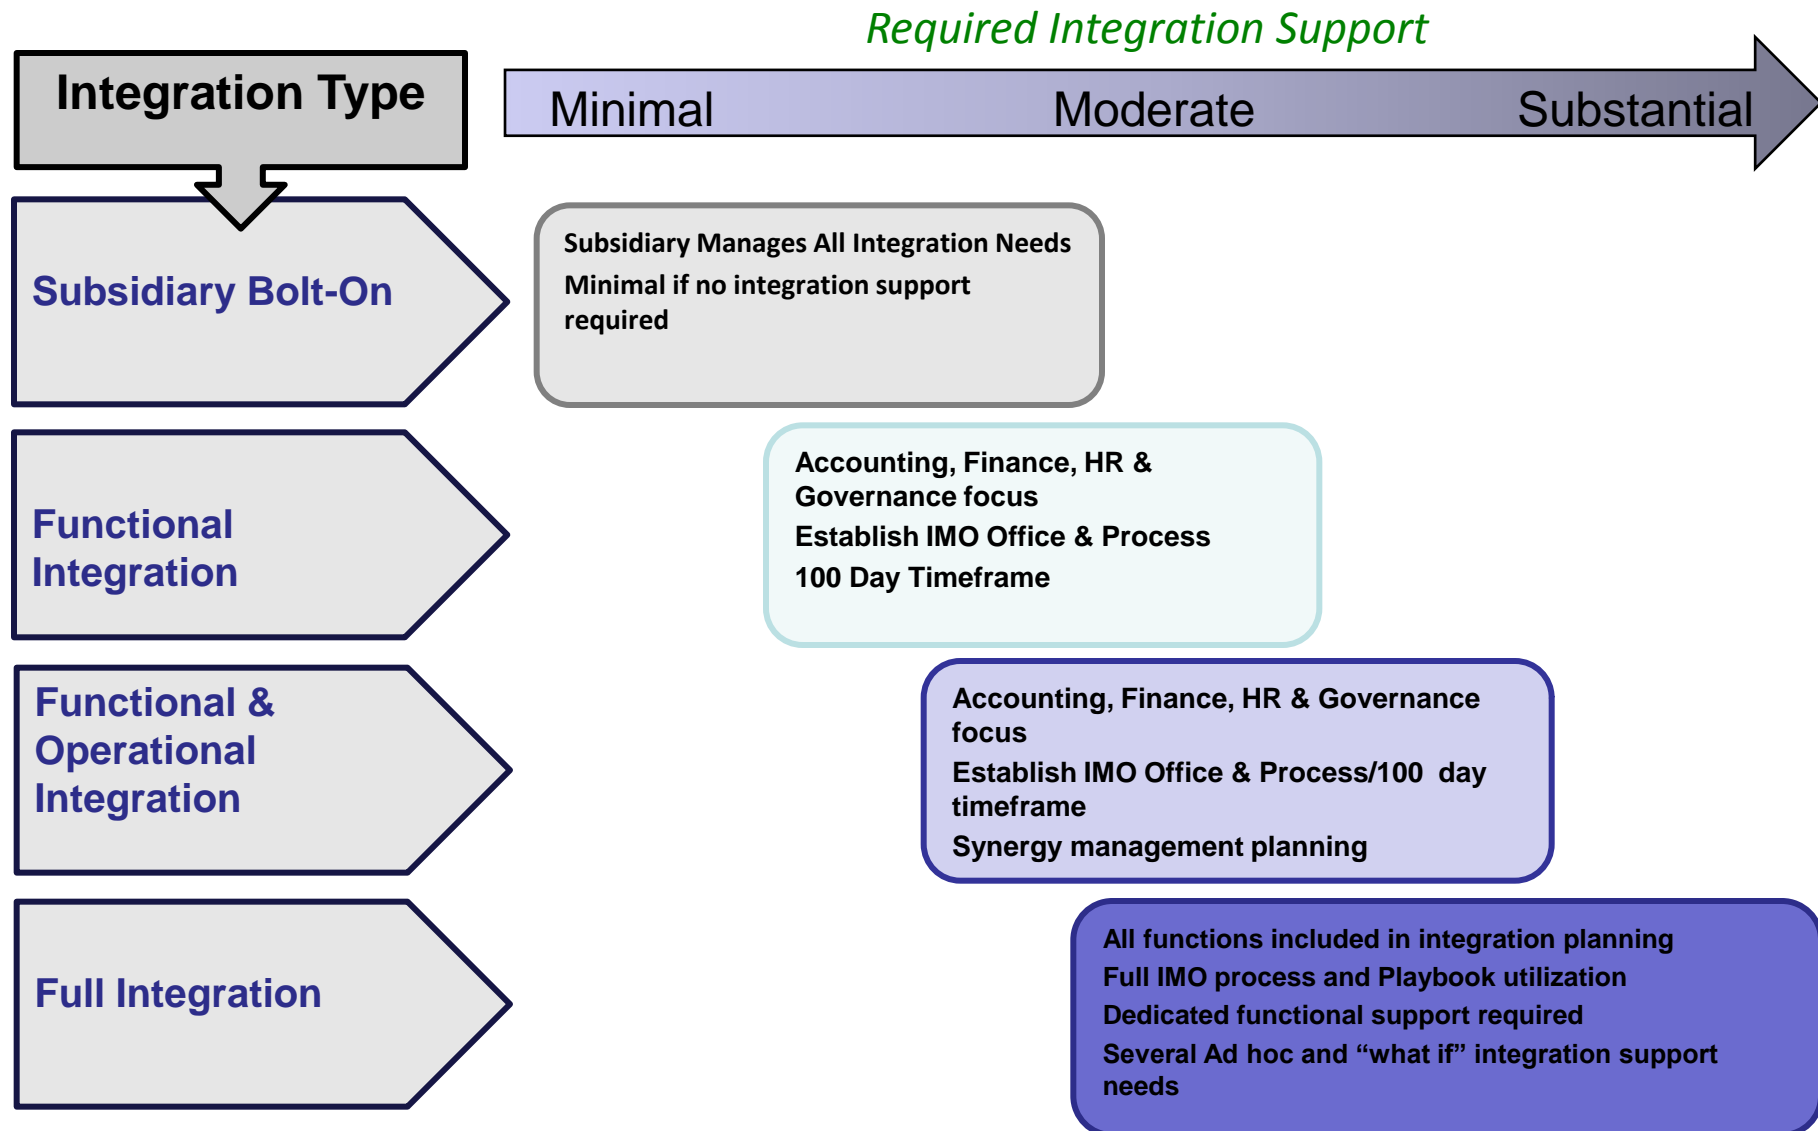 Required Integration Support
Integration Type
Minimal Moderate Substantial
Subsidiary Bolt-On
Subsidiary Manages All Integration Needs
Minimal if no integration support
required
Functional
Integration
Accounting, Finance, HR &
Governance focus
Establish IMO Office & Process
100 Day Timeframe
Functional &
Operational
Integration
Accounting, Finance, HR & Governance
focus
Establish IMO Office & Process/100 day
timeframe
Synergy management planning
Full Integration
All functions included in integration planning
Full IMO process and Playbook utilization
Dedicated functional support required
Several Ad hoc and “what if” integration support
needs